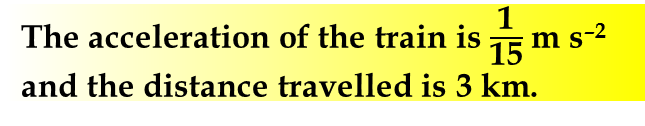 The acceleration of the train is 1/15 m s⁻²
and the distance travelled is 3 km.